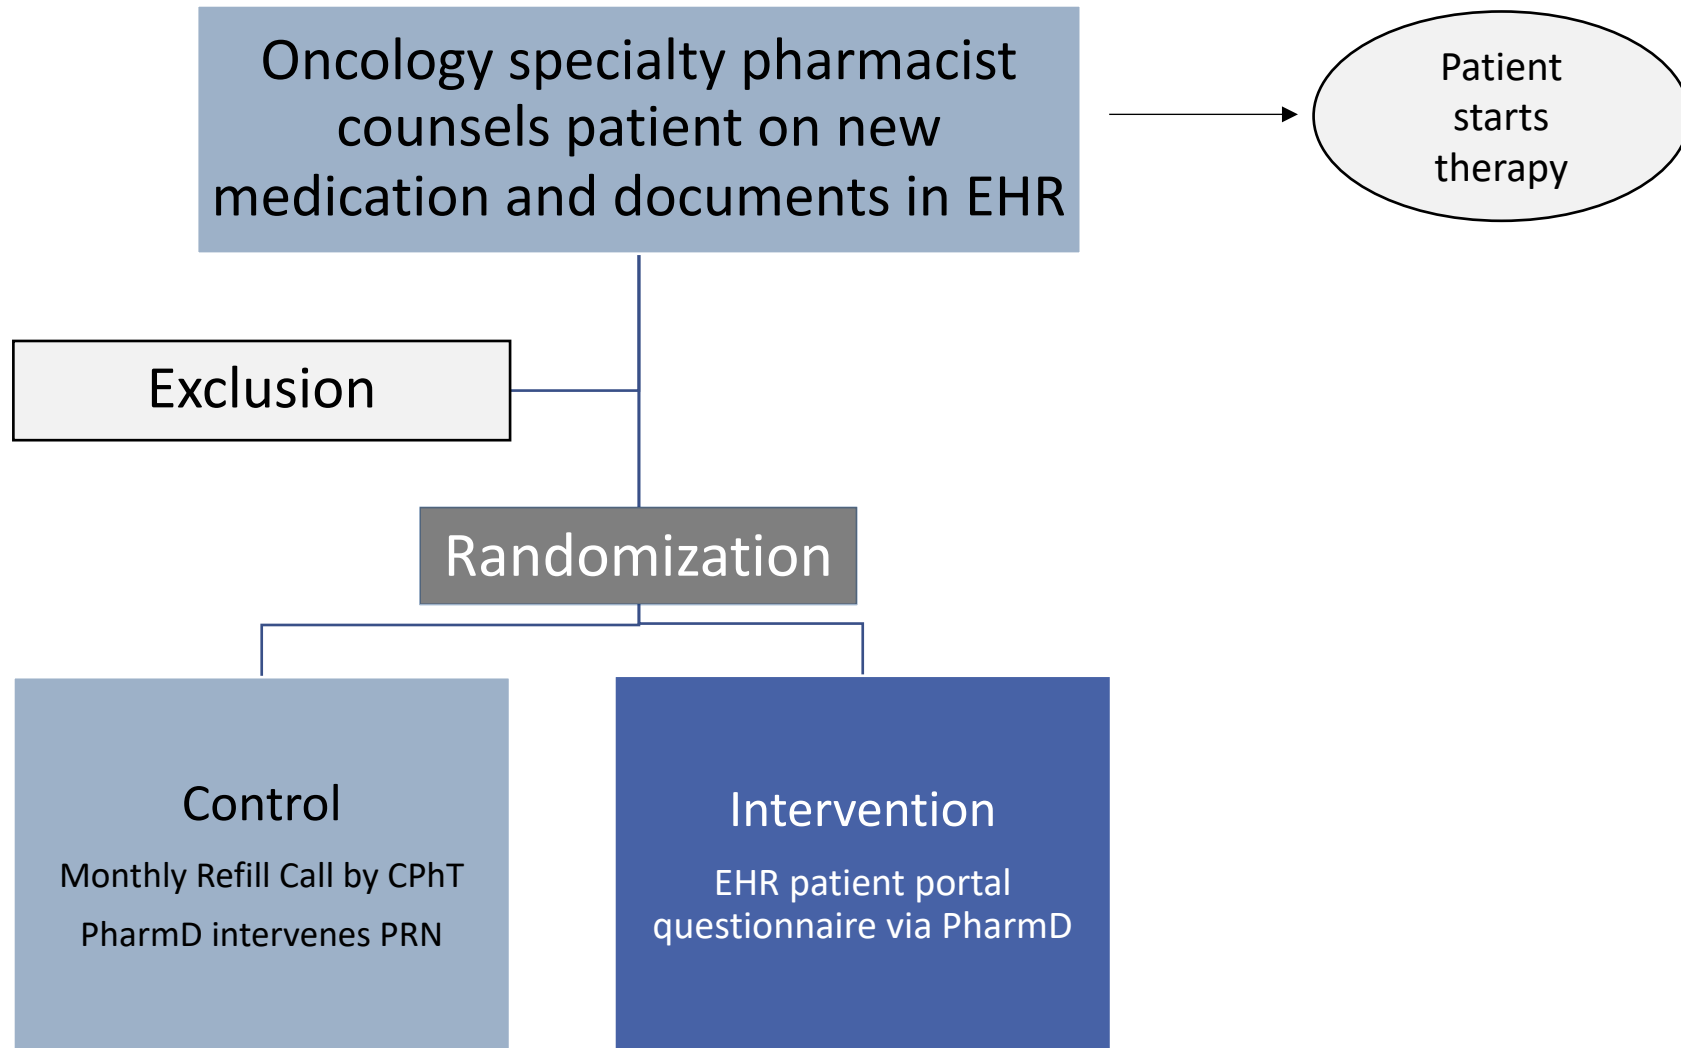 Oncology specialty pharmacist
counsels patient on new
medication and documents in EHR
Patient
starts
therapy
Exclusion
Randomization
Control
Monthly Refill Call by CPhT
PharmD intervenes PRN
Intervention
EHR patient portal
questionnaire via PharmD